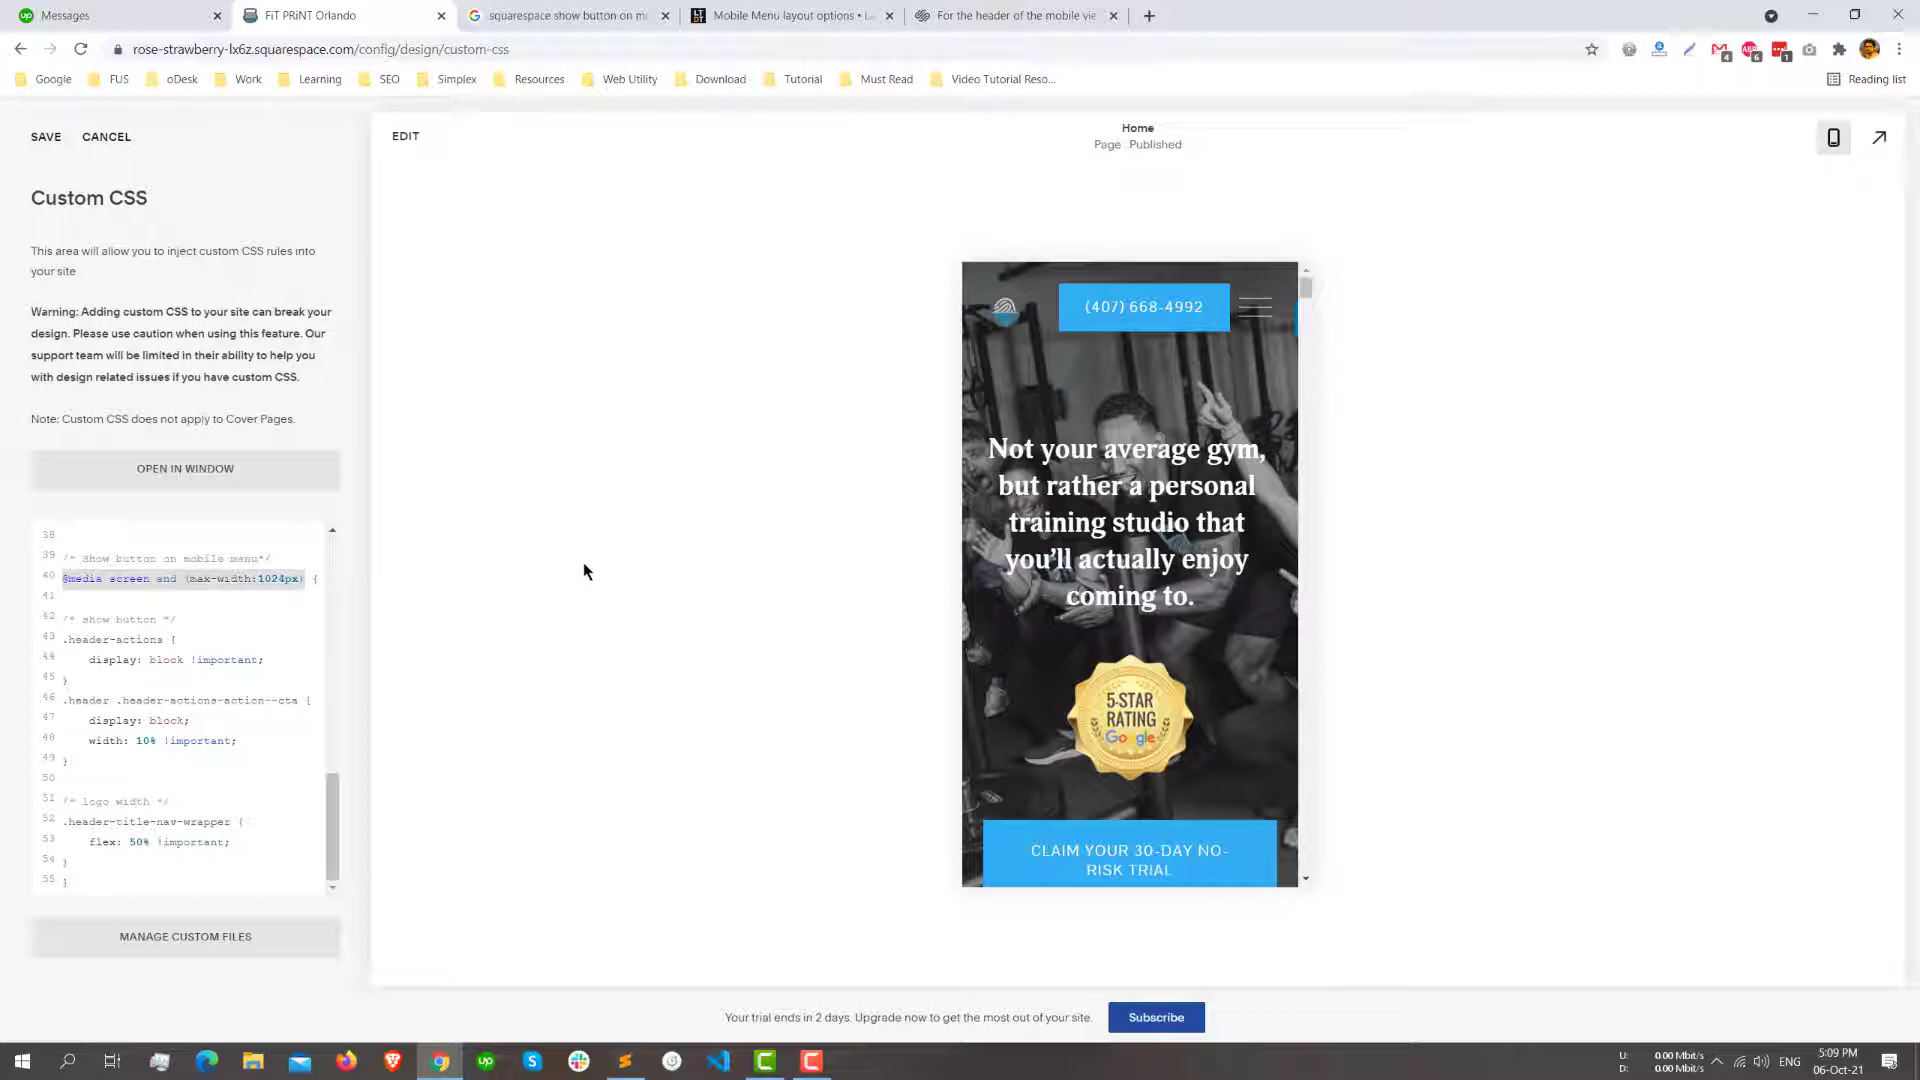 Messages
FiT PRiNT Orlando
squarespace show button on m
Mobile Menu layout options • L
For the header of the mobile vie
rose-strawberry-lx6z.squarespace.com/config/design/custom-css
4
6
1
Google
FUS
oDesk
Work
Learning
SEO
Simplex
Resources
Web Utility
Download
Tutorial
Must Read
Video Tutorial Reso...
Reading list
SAVE
CANCEL
EDIT
Home
Page Published
Custom CSS
This area will allow you to inject custom CSS rules into
your site
Warning: Adding custom CSS to your site can break your
design. Please use caution when using this feature. Our
support team will be limited in their ability to help you
with design related issues if you have custom CSS.
Note: Custom CSS does not apply to Cover Pages.
OPEN IN WINDOW
38
39 /* Show button on mobile menu*/
40 @media screen and (max-width:1024px) {
41
42 /* show button */
43 .header-actions {
44 display: block !important;
45 }
46 .header .header-actions-action--cta {
47 display: block;
48 width: 10% !important;
49 }
50
51 /* logo width */
52 .header-title-nav-wrapper {
53 flex: 50% !important;
54 }
55 }
MANAGE CUSTOM FILES
(407) 668-4992
Not your average gym,
but rather a personal
training studio that
you'll actually enjoy
coming to.
5-STAR
RATING
Google
CLAIM YOUR 30-DAY NO-
RISK TRIAL
Your trial ends in 2 days. Upgrade now to get the most out of your site.
Subscribe
U: 0.00 Mbit/s
D: 0.00 Mbit/s
ENG
5:09 PM
06-Oct-21